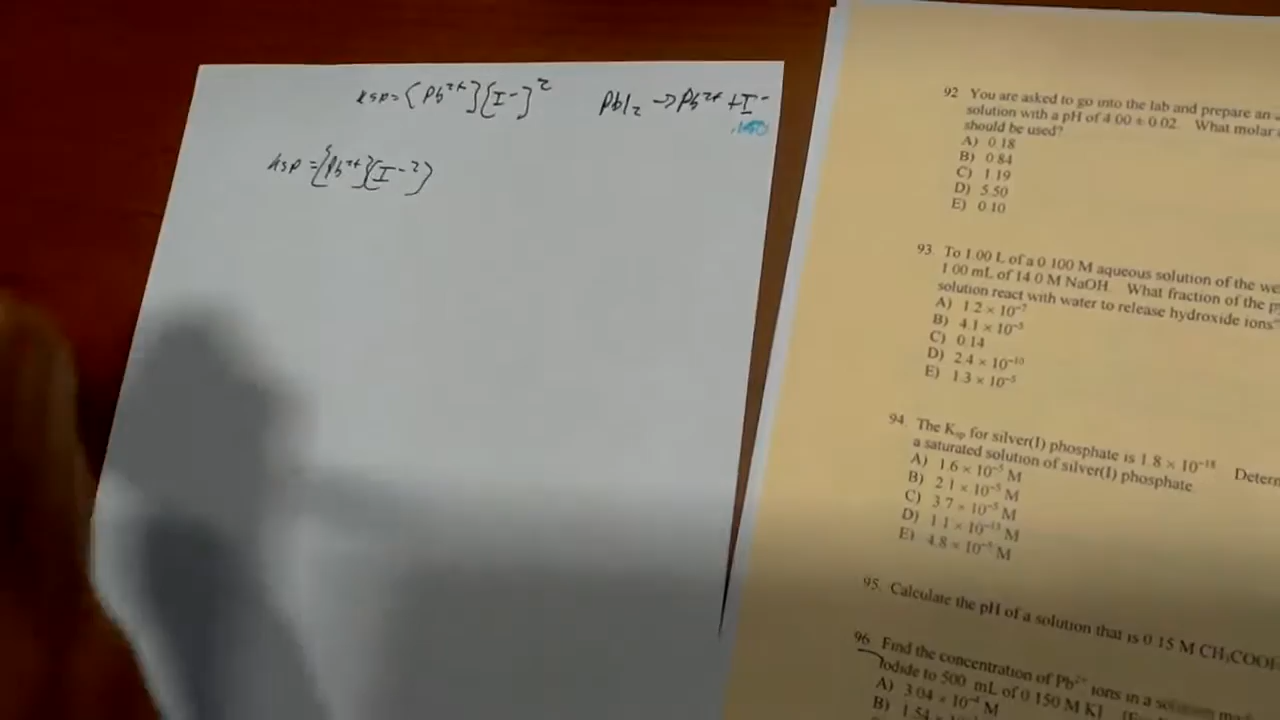 Ksp = [Pb²⁺][I⁻]² PbI₂ → Pb²⁺ + I⁻
.150
Ksp = [Pb²⁺][I⁻²]
92 You are asked to go into the lab and prepare an
solution with a pH of 4.00 ± 0.02. What molar
should be used?
A) 0.18
B) 0.84
C) 1.19
D) 5.50
E) 0.10
93. To 1.00 L of a 0.100 M aqueous solution of the
1.00 mL of 14.0 M NaOH. What fraction of the
solution react with water to release hydroxide ions?
A) 1.2 × 10⁻⁷
B) 4.1 × 10⁻⁵
C) 0.14
D) 2.4 × 10⁻¹⁰
E) 1.3 × 10⁻⁵
94. The Ksp for silver(I) phosphate is 1.8 × 10⁻¹⁸. Deter
a saturated solution of silver(I) phosphate.
A) 1.6 × 10⁻⁵ M
B) 2.1 × 10⁻⁵ M
C) 3.7 × 10⁻⁵ M
D) 1.1 × 10⁻¹³ M
E) 4.8 × 10⁻⁵ M
95. Calculate the pH of a solution that is 0.15 M CH₃COO
96. Find the concentration of Pb²⁺ ions in a solution
Iodide to 500. mL of 0.150 M KI.
A) 3.04 × 10⁻⁴ M
B) 1.54 ×